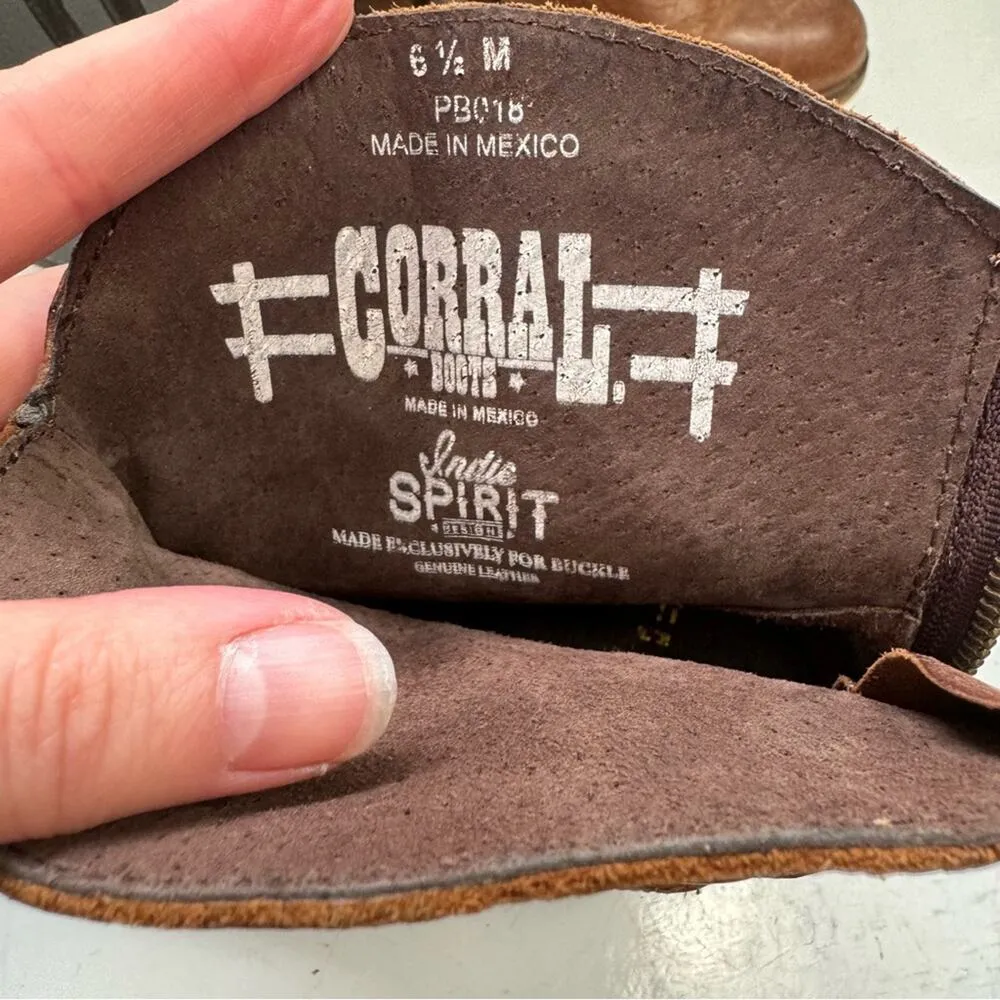 6 ½ M
PB018
MADE IN MEXICO
CORRAL
BOOTS
MADE IN MEXICO
Indie
SPIRIT
DESIGNS
MADE EXCLUSIVELY FOR BUCKLE
GENUINE LEATHER